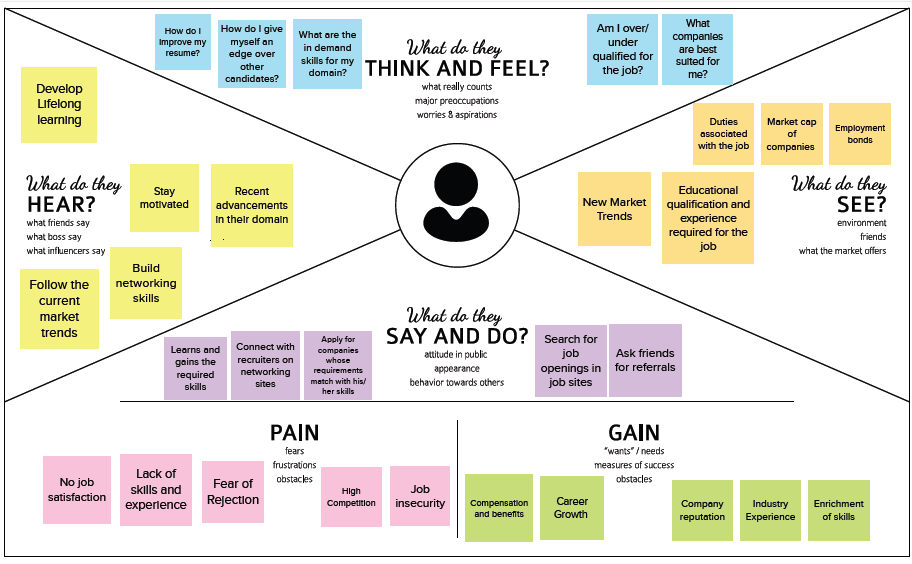 How do I
improve my
resume?
How do I give
myself an
edge over
other
candidates?
What are the
in demand
skills for my
domain?
What do they
THINK AND FEEL?
what really counts
major preoccupations
worries & aspirations
Am I over/
under
qualified for
the job?
What
companies
are best
suited for
me?
Develop
Lifelong
learning
What do they
HEAR?
what friends say
what boss say
what influencers say
Stay
motivated
Recent
advancements
in their domain
Build
networking
skills
Follow the
current
market
trends
Duties
associated
with the job
Market cap
of
companies
Employment
bonds
New Market
Trends
Educational
qualification and
experience
required for the
job
What do they
SEE?
environment
friends
what the market offers
What do they
SAY AND DO?
attitude in public
appearance
behavior towards others
Learns and
gains the
required
skills
Connect with
recruiters on
networking
sites
Apply for
companies
whose
requirements
match with his/
her skills
Search for
job
openings in
job sites
Ask friends
for referrals
PAIN
fears
frustrations
obstacles
No job
satisfaction
Lack of
skills and
experience
Fear of
Rejection
High
Competition
Job
insecurity
GAIN
"wants" / needs
measures of success
obstacles
Compensation
and benefits
Career
Growth
Company
reputation
Industry
Experience
Enrichment
of skills